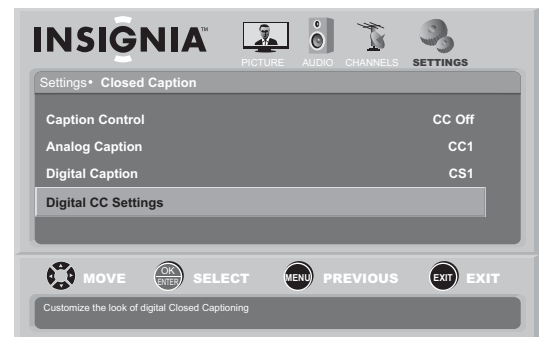 INSIGNIA™
PICTURE AUDIO CHANNELS SETTINGS
Settings• Closed Caption
Caption Control CC Off
Analog Caption CC1
Digital Caption CS1
Digital CC Settings
MOVE OK ENTER SELECT MENU PREVIOUS EXIT EXIT
Customize the look of digital Closed Captioning